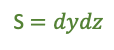 S = dydz